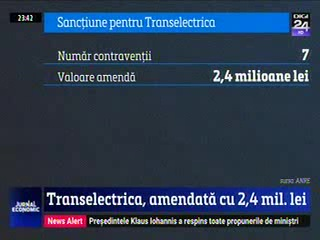 23:42
Sancțiune pentru Transelectrica
DIGI
24
HD
Număr contravenții 7
Valoare amendă 2,4 milioane lei
sursa: ANRE
JURNAL
ECONOMIC
Transelectrica, amendată cu 2,4 mil. lei
News Alert Președintele Klaus Iohannis a respins toate propunerile de miniștri